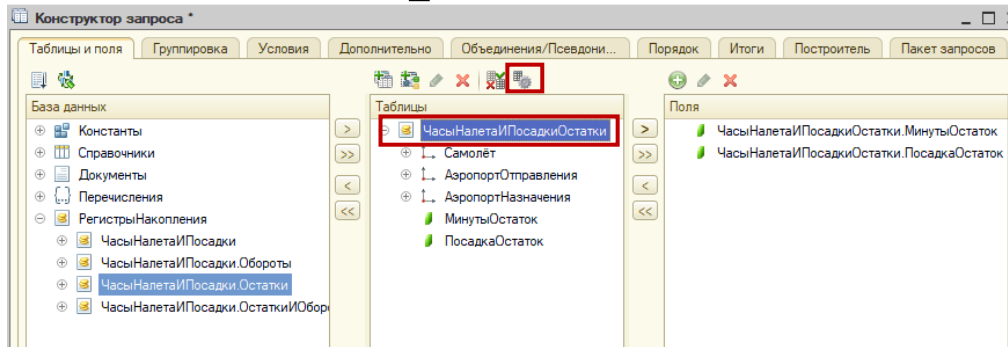 Конструктор запроса *
Таблицы и поля Группировка Условия Дополнительно Объединения/Псевдони... Порядок Итоги Построитель Пакет запросов
База данных
Константы
Справочники
Документы
Перечисления
РегистрыНакопления
ЧасыНалетаИПосадки
ЧасыНалетаИПосадки.Обороты
ЧасыНалетаИПосадки.Остатки
ЧасыНалетаИПосадки.ОстаткиИОборо
Таблицы
ЧасыНалетаИПосадкиОстатки
Самолёт
АэропортОтправления
АэропортНазначения
МинутыОстаток
ПосадкаОстаток
> 
>>
<
<<
Поля
ЧасыНалетаИПосадкиОстатки.МинутыОстаток
ЧасыНалетаИПосадкиОстатки.ПосадкаОстаток
>
>>
<
<<